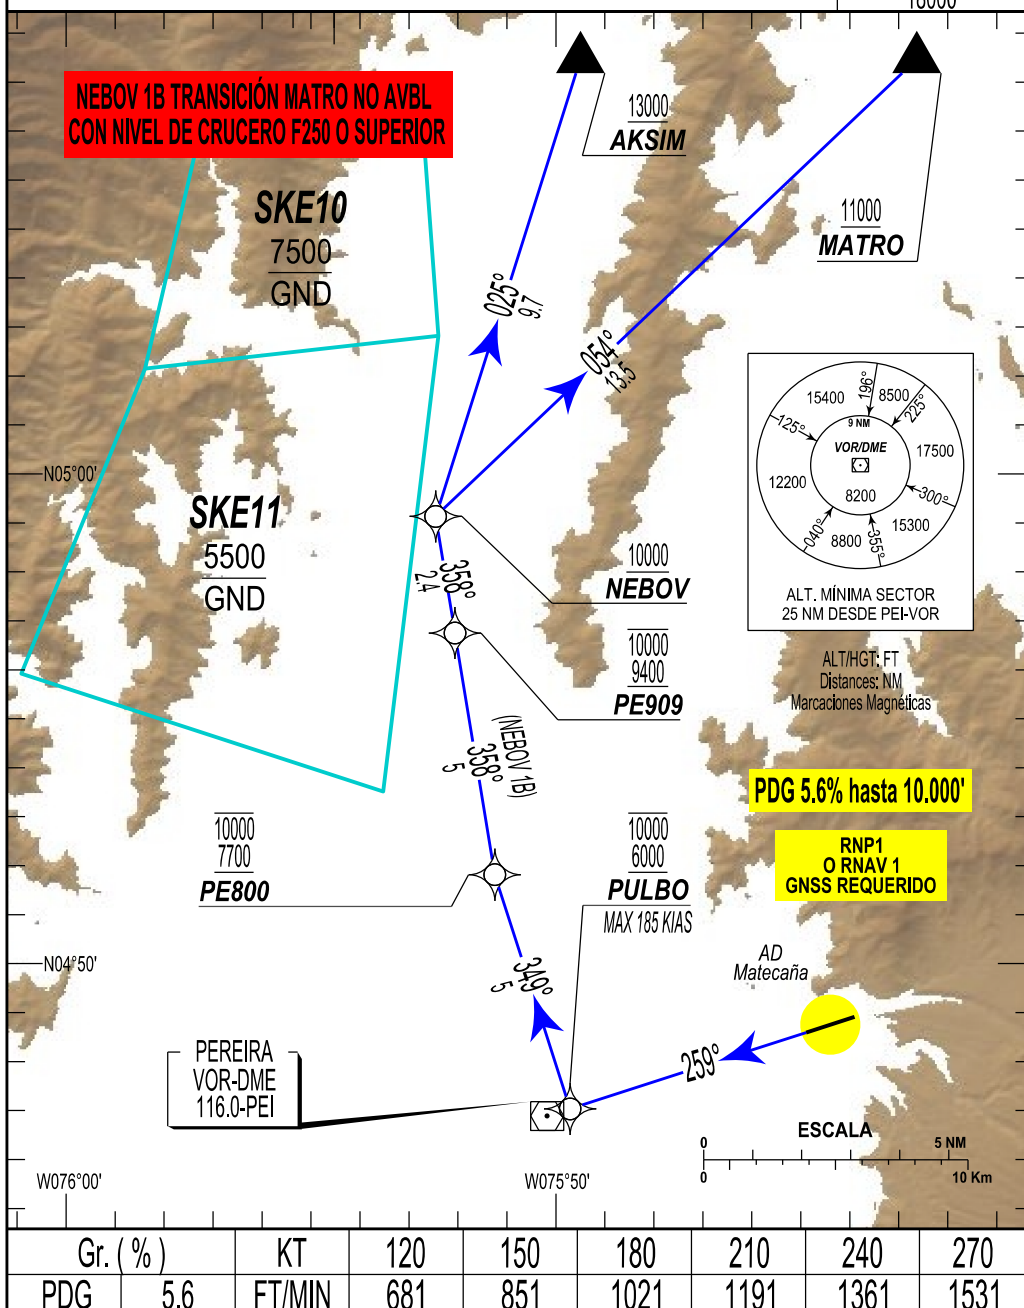 18000
NEBOV 1B TRANSICIÓN MATRO NO AVBL
CON NIVEL DE CRUCERO F250 O SUPERIOR
13000
AKSIM
SKE10
7500
GND
11000
MATRO
025°
9.7
054°
13.5
15400
196°
8500
225°
125°
9 NM
VOR/DME
17500
12200
8200
300°
040°
8800
355°
15300
ALT. MÍNIMA SECTOR
25 NM DESDE PEI-VOR
N05°00'
SKE11
5500
GND
358°
2.4
10000
NEBOV
10000
9400
PE909
ALT/HGT: FT
Distances: NM
Marcaciones Magnéticas
(NEBOV 1B)
358°
5
PDG 5.6% hasta 10.000'
10000
7700
PE800
10000
6000
PULBO
MAX 185 KIAS
RNP1
O RNAV 1
GNSS REQUERIDO
N04°50'
349°
5
AD
Matecaña
PEREIRA
VOR-DME
116.0-PEI
259°
ESCALA
0 5 NM
0 10 Km
W076°00'
W075°50'
Gr. ( % ) KT 120 150 180 210 240 270
PDG 5.6 FT/MIN 681 851 1021 1191 1361 1531